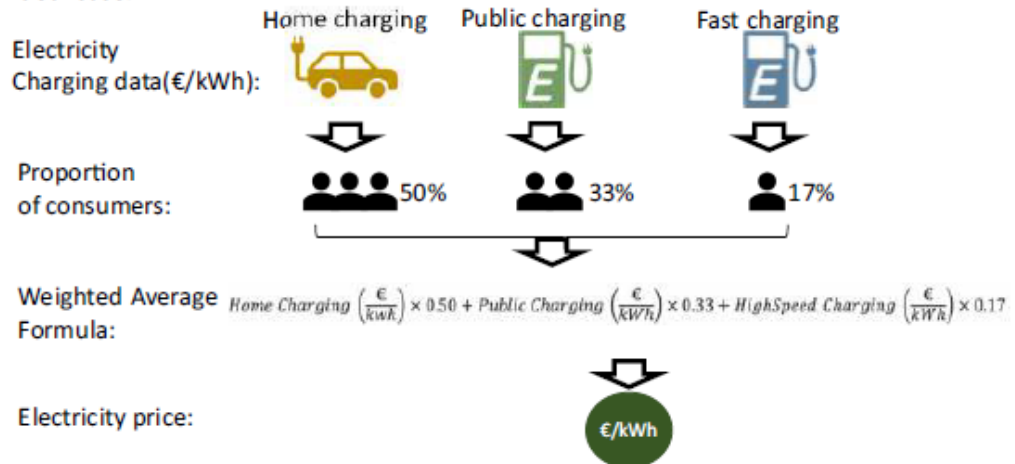 Home charging Public charging Fast charging
Electricity
Charging data(€/kWh):
E E
Proportion
of consumers:
50% 33% 17%
Weighted Average
Formula:
Home Charging (€/kwh) × 0.50 + Public Charging (€/kWh) × 0.33 + HighSpeed Charging (€/kWh) × 0.17
Electricity price:
€/kWh